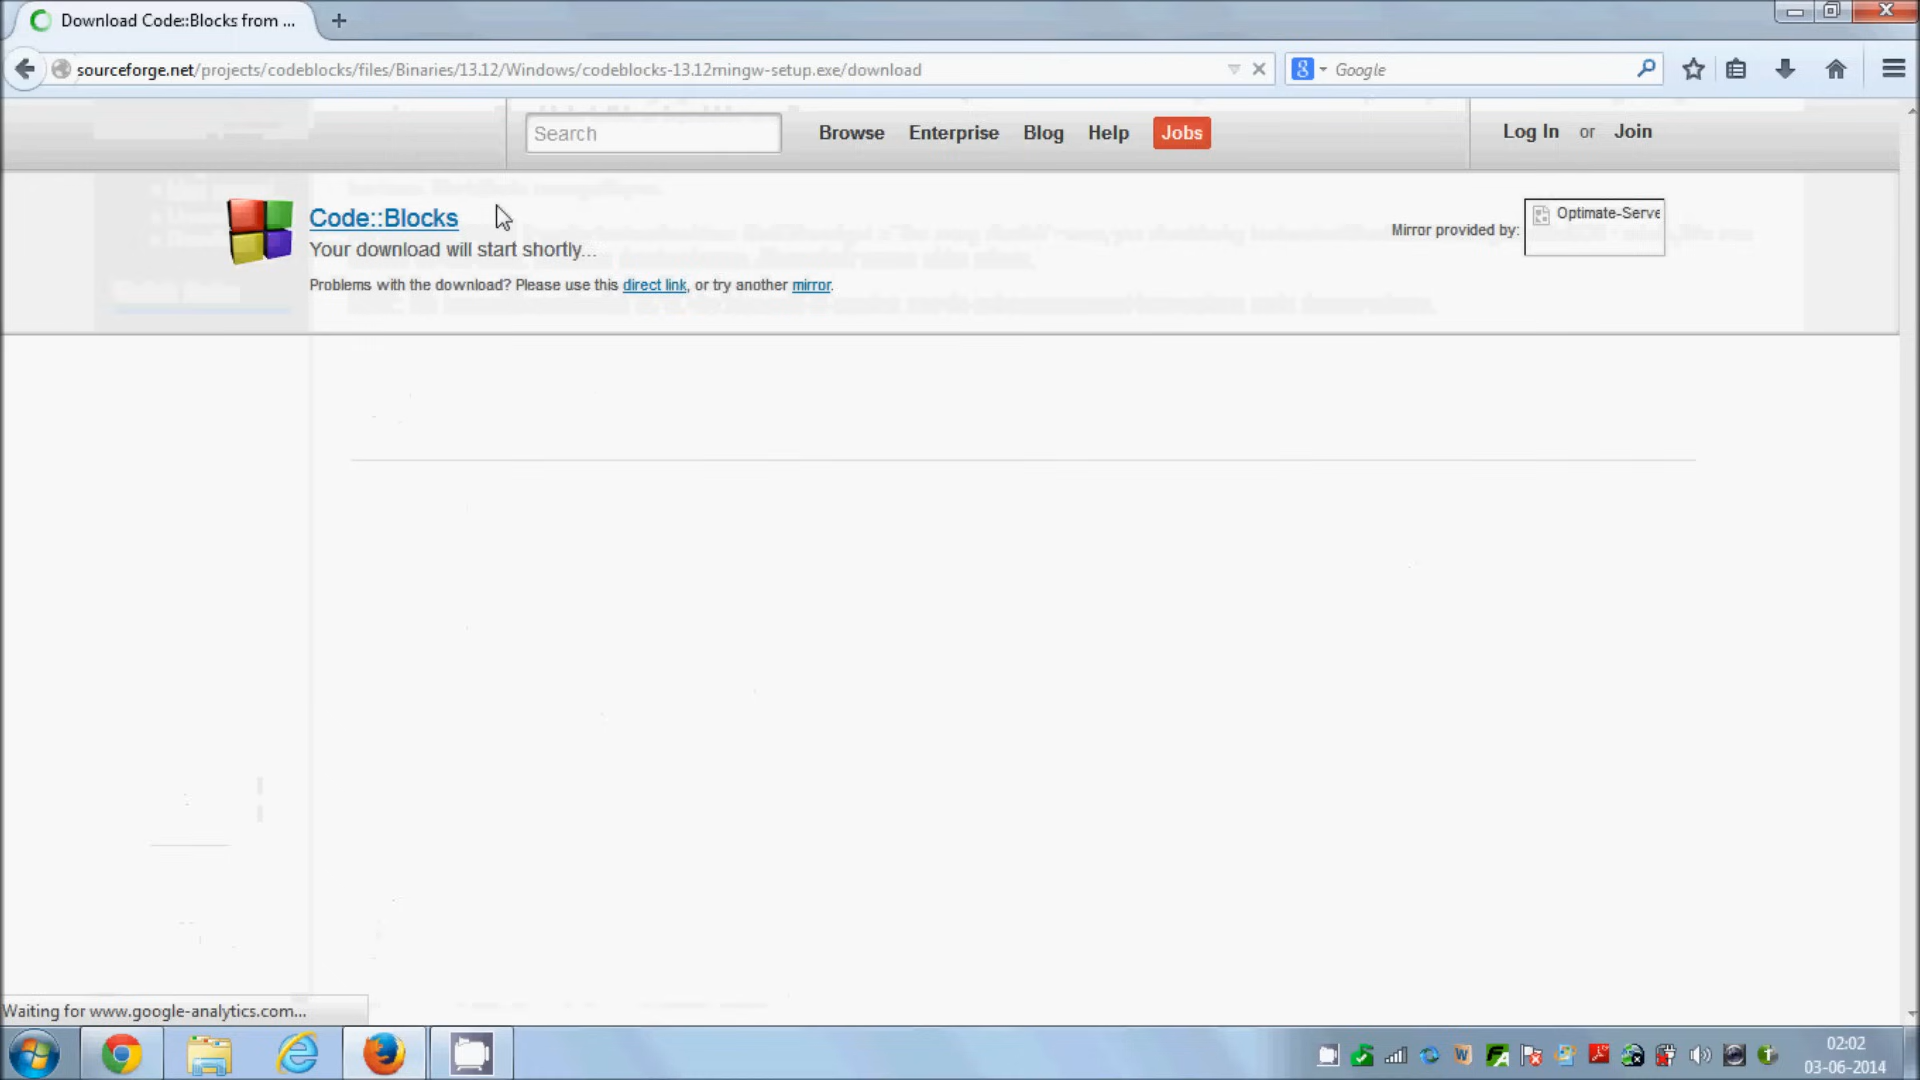 Download Code::Blocks from ...
sourceforge.net/projects/codeblocks/files/Binaries/13.12/Windows/codeblocks-13.12mingw-setup.exe/download
Google
Search
Browse
Enterprise
Blog
Help
Jobs
Log In or Join
Code::Blocks
Your download will start shortly...
Problems with the download? Please use this direct link, or try another mirror.
Mirror provided by:
Optimate-Serve
Waiting for www.google-analytics.com...
02:02
03-06-2014